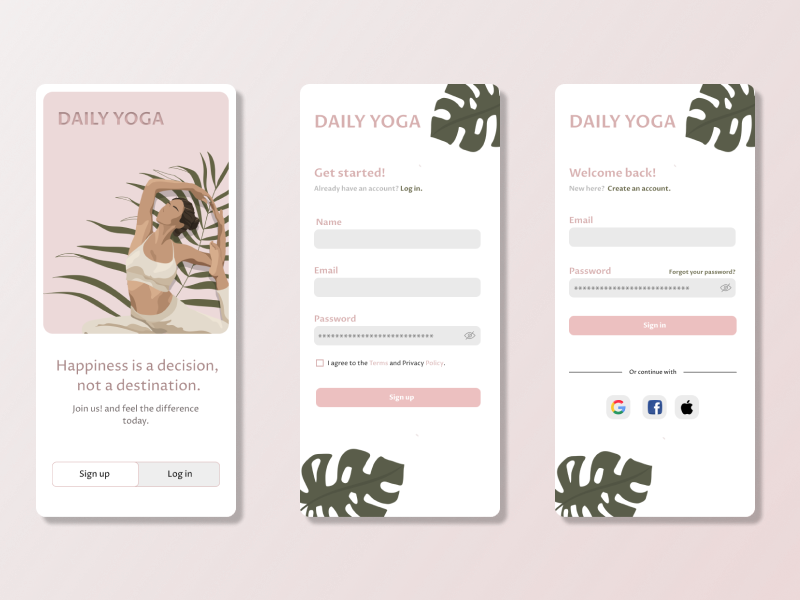 DAILY YOGA
Happiness is a decision,
not a destination.
Join us! and feel the difference
today.
Sign up
Log in
DAILY YOGA
Get started!
Already have an account? Log in.
Name
Email
Password
I agree to the Terms and Privacy Policy.
Sign up
DAILY YOGA
Welcome back!
New here? Create an account.
Email
Password
Forgot your password?
Sign in
Or continue with